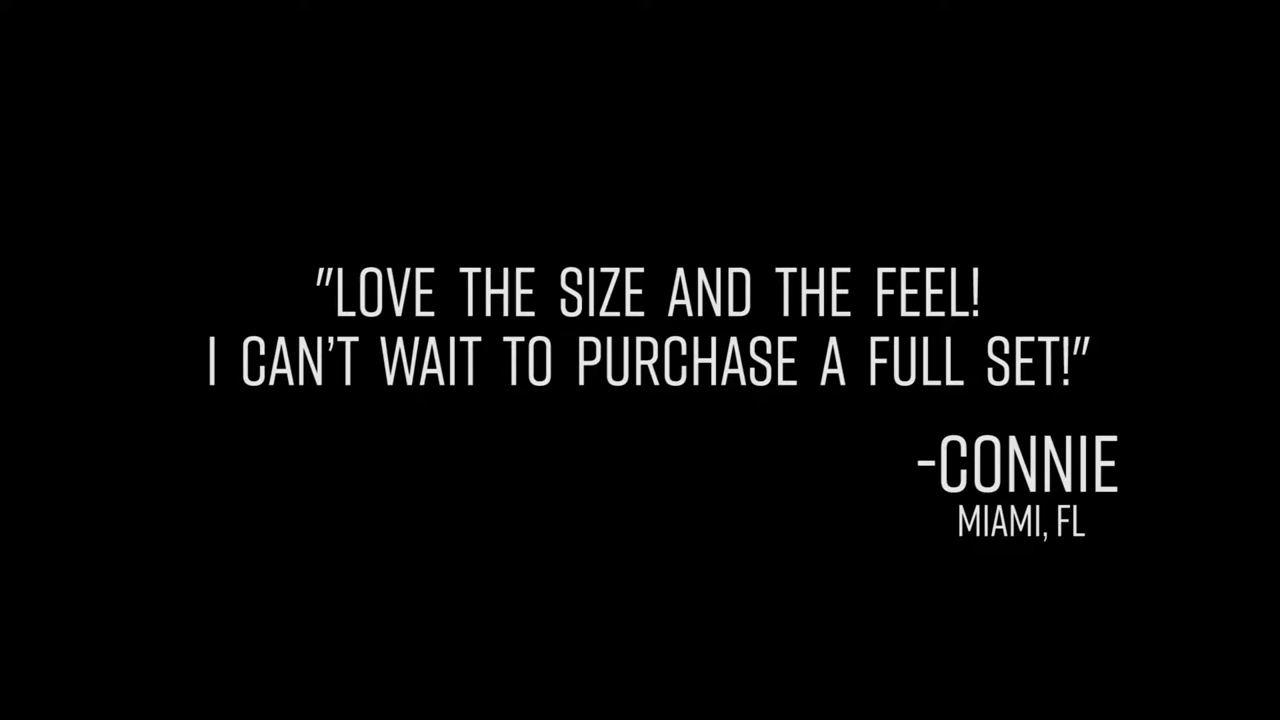 "LOVE THE SIZE AND THE FEEL!
I CAN'T WAIT TO PURCHASE A FULL SET!"
-CONNIE
MIAMI, FL